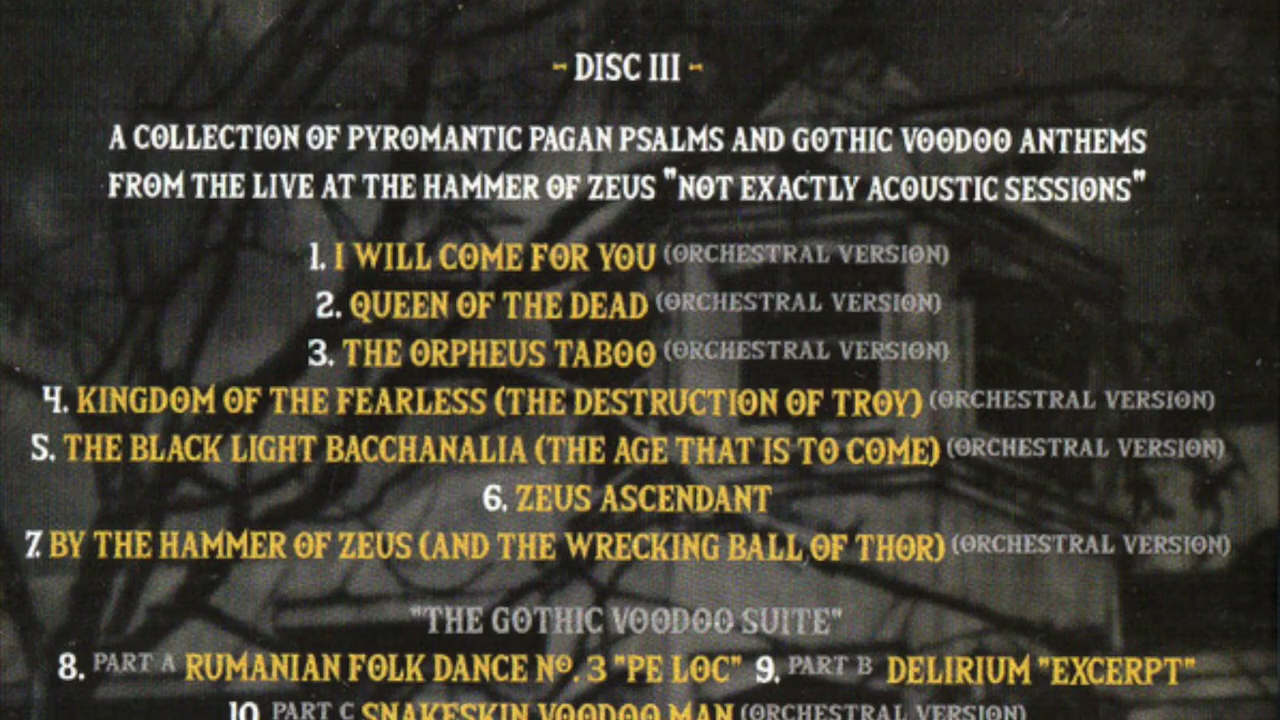 - DISC III -
A COLLECTION OF PYROMANTIC PAGAN PSALMS AND GOTHIC VOODOO ANTHEMS
FROM THE LIVE AT THE HAMMER OF ZEUS "NOT EXACTLY ACOUSTIC SESSIONS"
1. I WILL COME FOR YOU (ORCHESTRAL VERSION)
2. QUEEN OF THE DEAD (ORCHESTRAL VERSION)
3. THE ORPHEUS TABOO (ORCHESTRAL VERSION)
4. KINGDOM OF THE FEARLESS (THE DESTRUCTION OF TROY) (ORCHESTRAL VERSION)
5. THE BLACK LIGHT BACCHANALIA (THE AGE THAT IS TO COME) (ORCHESTRAL VERSION)
6. ZEUS ASCENDANT
7. BY THE HAMMER OF ZEUS (AND THE WRECKING BALL OF THOR) (ORCHESTRAL VERSION)
"THE GOTHIC VOODOO SUITE"
8. PART A RUMANIAN FOLK DANCE Nº. 3 "PE LOC" 9. PART B DELIRIUM "EXCERPT"
10. PART C SNAKESKIN VOODOO MAN (ORCHESTRAL VERSION)